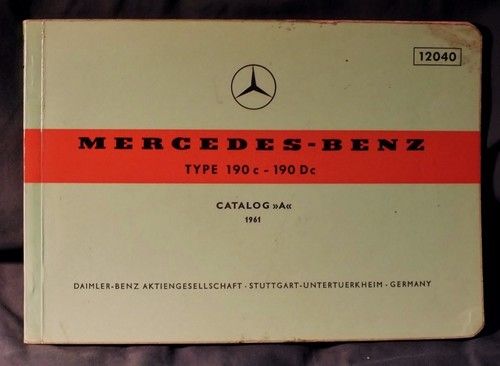 12040
MERCEDES-BENZ
TYPE 190 c - 190 Dc
CATALOG »A«
1961
DAIMLER-BENZ AKTIENGESELLSCHAFT · STUTTGART-UNTERTUERKHEIM · GERMANY